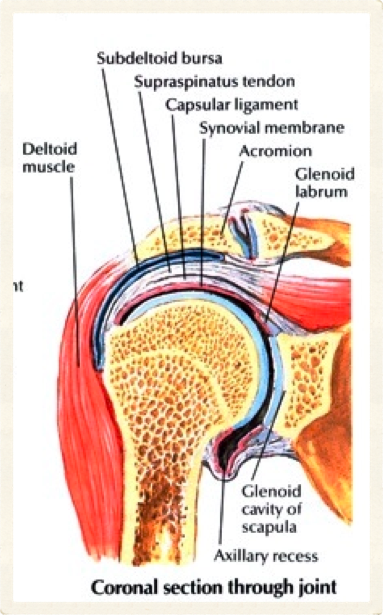 Subdeltoid bursa
Supraspinatus tendon
Capsular ligament
Synovial membrane
Acromion
Deltoid
muscle
Glenoid
labrum
nt
Glenoid
cavity of
scapula
Axillary recess
Coronal section through joint